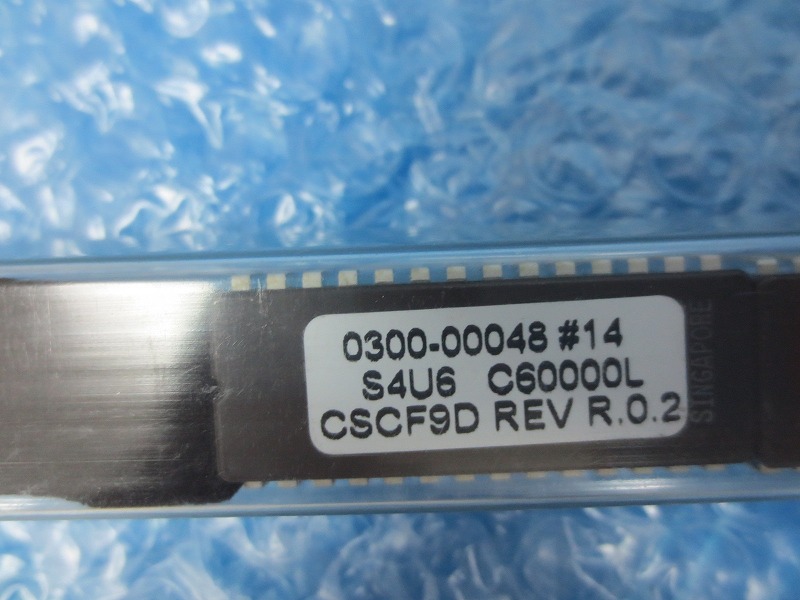 0300-00048 #14
S4U6 C60000L
CSCF9D REV R.0.2
SINGAPORE